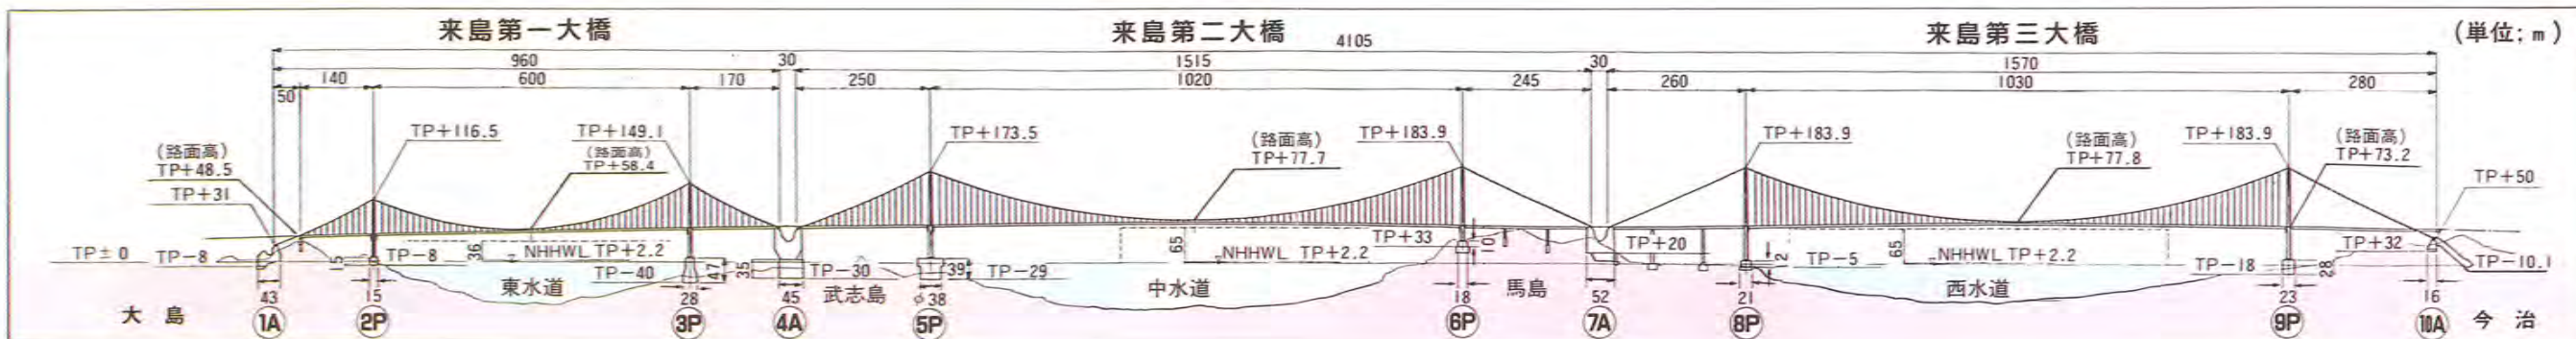 来島第一大橋 来島第二大橋 来島第三大橋 (単位; m)
4105
960 30 1515 30 1570
50 140 600 170 250 1020 245 260 1030 280
TP+116.5 TP+149.1 TP+173.5 (路面高) TP+183.9 TP+183.9 (路面高) TP+183.9 (路面高)
(路面高) (路面高) TP+77.7 TP+77.8 TP+73.2
TP+48.5 TP+58.4
TP+31 TP+50
TP±0 TP-8 15 TP-8 36 NHHWL TP+2.2 65 NHHWL TP+2.2 TP+33 10 TP+20 65 NHHWL TP+2.2 TP+32
TP-40 47 35 TP-30 39 TP-29 2 TP-5 TP-18 28 TP-10.1
東水道 武志島 中水道 馬島 西水道
43 15 28 45 φ38 18 52 21 23 16
大島 1A 2P 3P 4A 5P 6P 7A 8P 9P 10A 今治